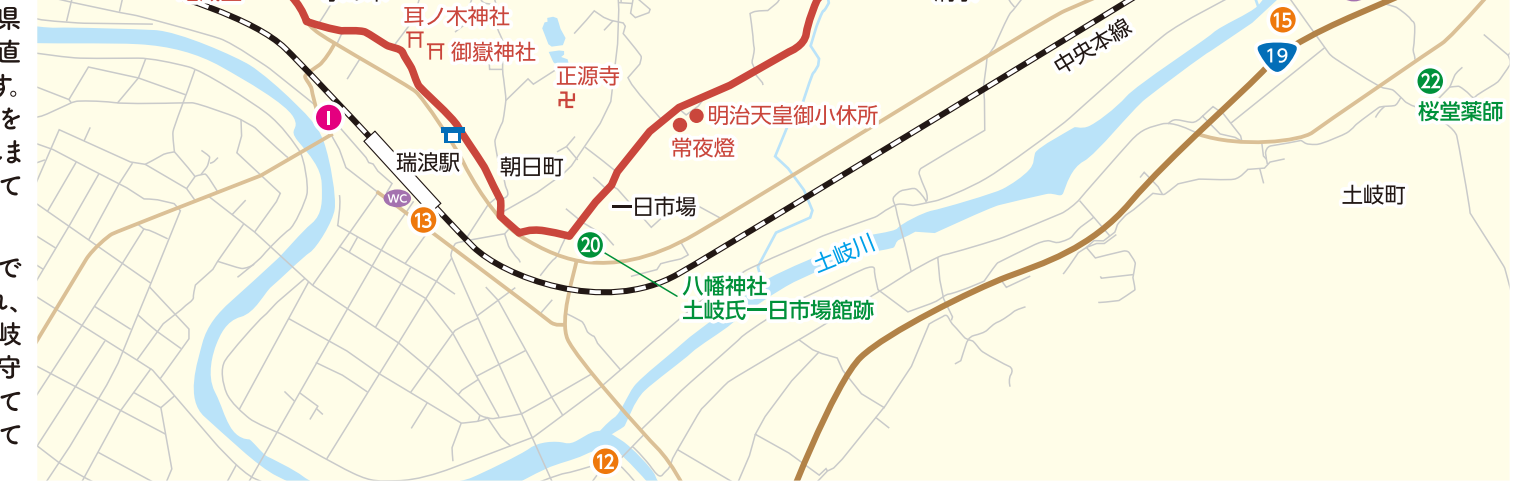 県
直
す。
を
ま
て
で
れ、
岐
守
て
て
耳ノ木神社
御嶽神社
正源寺
中央本線
15
19
22
桜堂薬師
明治天皇御小休所
常夜燈
I
瑞浪駅
朝日町
WC
13
一日市場
土岐町
20
土岐川
八幡神社
土岐氏一日市場館跡
12